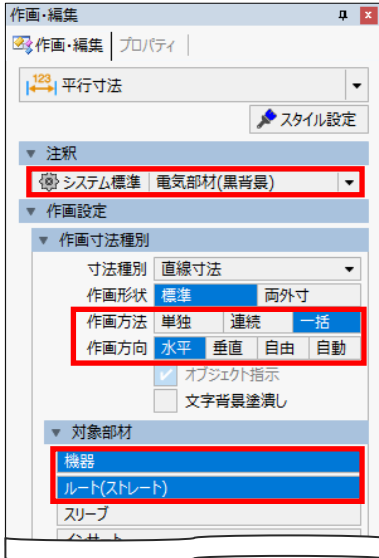 作画・編集
作画・編集 プロパティ
123 平行寸法
スタイル設定
注釈
システム標準 電気部材(黒背景)
作画設定
作画寸法種別
寸法種別 直線寸法
作画形状 標準 両外寸
作画方法 単独 連続 一括
作画方向 水平 垂直 自由 自動
オブジェクト指示
文字背景塗潰し
対象部材
機器
ルート(ストレート)
スリーブ